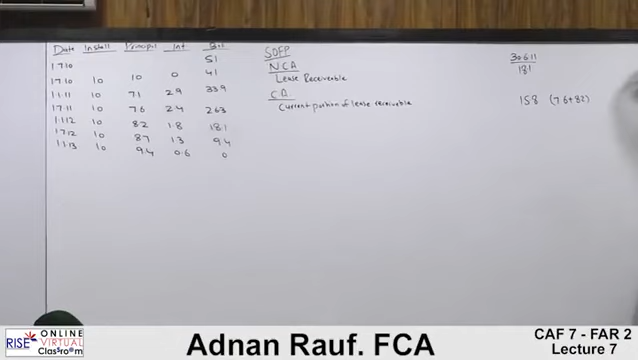 Date Install Principal Int Bal
1.7.10 51
1.7.10 10 10 0 41
1.1.11 10 7.1 2.9 33.9
1.7.11 10 7.6 2.4 26.3
1.1.12 10 8.2 1.8 18.1
1.7.12 10 8.7 1.3 9.4
1.1.13 10 9.4 0.6 0
SOFP
30.6.11
NCA
18.1
Lease Receivable
CA
Current portion of lease receivable 15.8 (7.6+8.2)
RISE ONLINE VIRTUAL Classroom
Adnan Rauf. FCA
CAF 7 - FAR 2
Lecture 7